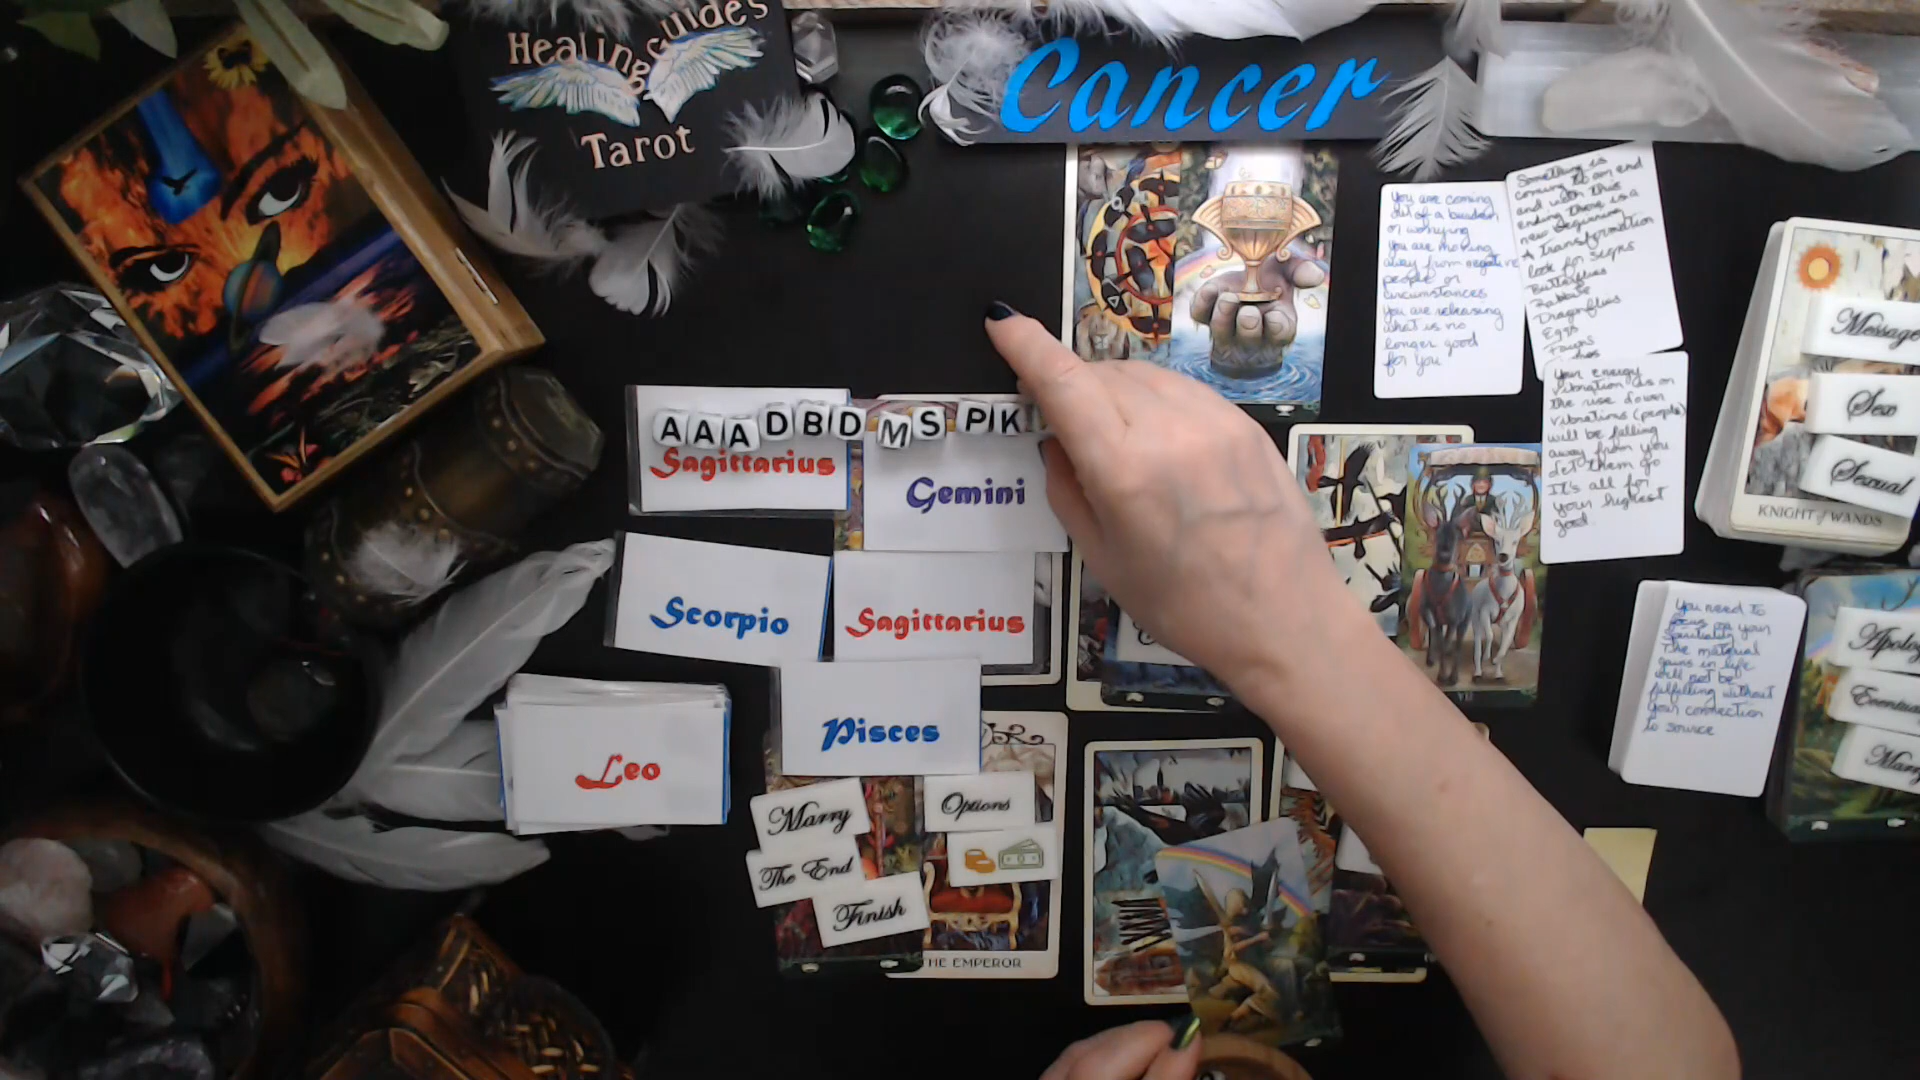 Healing Guides
Tarot
Cancer
You are coming
out of a burden
or worrying
You are moving
away from negative
people or
circumstances
You are releasing
what is no
longer good
for you
Something is
coming to am end
and with this
ending there is a
new beginning
A transformation
look for signs
Butterflies
Rabbits
Dragonflies
Eggs
Fawns
Your energy
vibration is on
the rise Lower
vibrations (people)
will be falling
away from you
Let them go
It's all for
your highest
good.
Message
Sex
Sexual
KNIGHT of WANDS
AAADBDMS PK
Sagittarius
Gemini
Scorpio
Sagittarius
Pisces
Leo
VII
You need to
focus on your
Spirituality
The material
gains in life
will not be
fulfilling without
your connection
to source
Marry
The End
Finish
Options
THE EMPEROR